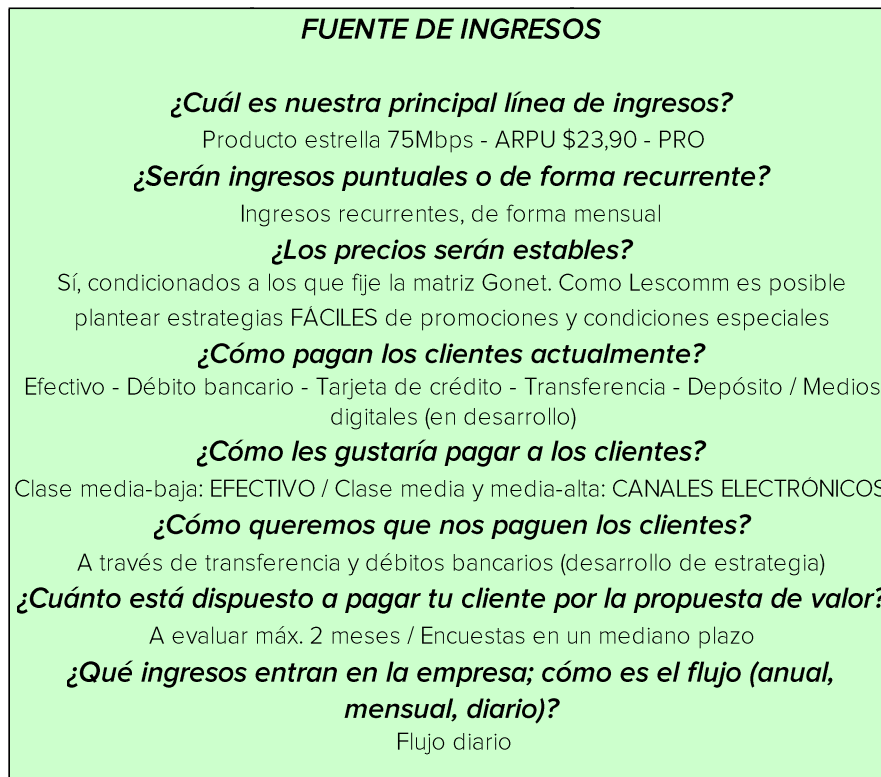 FUENTE DE INGRESOS
¿Cuál es nuestra principal línea de ingresos?
Producto estrella 75Mbps - ARPU $23,90 - PRO
¿Serán ingresos puntuales o de forma recurrente?
Ingresos recurrentes, de forma mensual
¿Los precios serán estables?
Sí, condicionados a los que fije la matriz Gonet. Como Lescomm es posible
plantear estrategias FÁCILES de promociones y condiciones especiales
¿Cómo pagan los clientes actualmente?
Efectivo - Débito bancario - Tarjeta de crédito - Transferencia - Depósito / Medios
digitales (en desarrollo)
¿Cómo les gustaría pagar a los clientes?
Clase media-baja: EFECTIVO / Clase media y media-alta: CANALES ELECTRÓNICOS
¿Cómo queremos que nos paguen los clientes?
A través de transferencia y débitos bancarios (desarrollo de estrategia)
¿Cuánto está dispuesto a pagar tu cliente por la propuesta de valor?
A evaluar máx. 2 meses / Encuestas en un mediano plazo
¿Qué ingresos entran en la empresa; cómo es el flujo (anual,
mensual, diario)?
Flujo diario